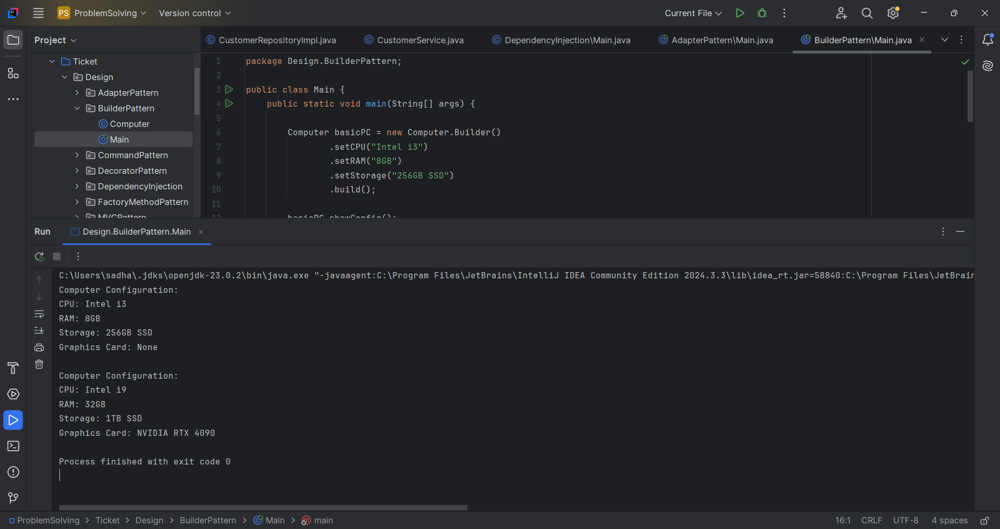 PS ProblemSolving Version control Current File
Project
CustomerRepositoryImpl.java CustomerService.java DependencyInjection\Main.java AdapterPattern\Main.java BuilderPattern\Main.java
Ticket
Design
AdapterPattern
BuilderPattern
Computer
Main
CommandPattern
DecoratorPattern
DependencyInjection
FactoryMethodPattern
MVCPattern
1 package Design.BuilderPattern;
2
3 public class Main {
4 public static void main(String[] args) {
5
6 Computer basicPC = new Computer.Builder()
7 .setCPU("Intel i3")
8 .setRAM("8GB")
9 .setStorage("256GB SSD")
10 .build();
11
12 basicPC.showConfig();
Run Design.BuilderPattern.Main
C:\Users\sadha\.jdks\openjdk-23.0.2\bin\java.exe "-javaagent:C:\Program Files\JetBrains\IntelliJ IDEA Community Edition 2024.3.3\lib\idea_rt.jar=58840:C:\Program Files\JetBrain
Computer Configuration:
CPU: Intel i3
RAM: 8GB
Storage: 256GB SSD
Graphics Card: None
Computer Configuration:
CPU: Intel i9
RAM: 32GB
Storage: 1TB SSD
Graphics Card: NVIDIA RTX 4090
Process finished with exit code 0
ProblemSolving > Ticket > Design > BuilderPattern > Main > main 16:1 CRLF UTF-8 4 spaces